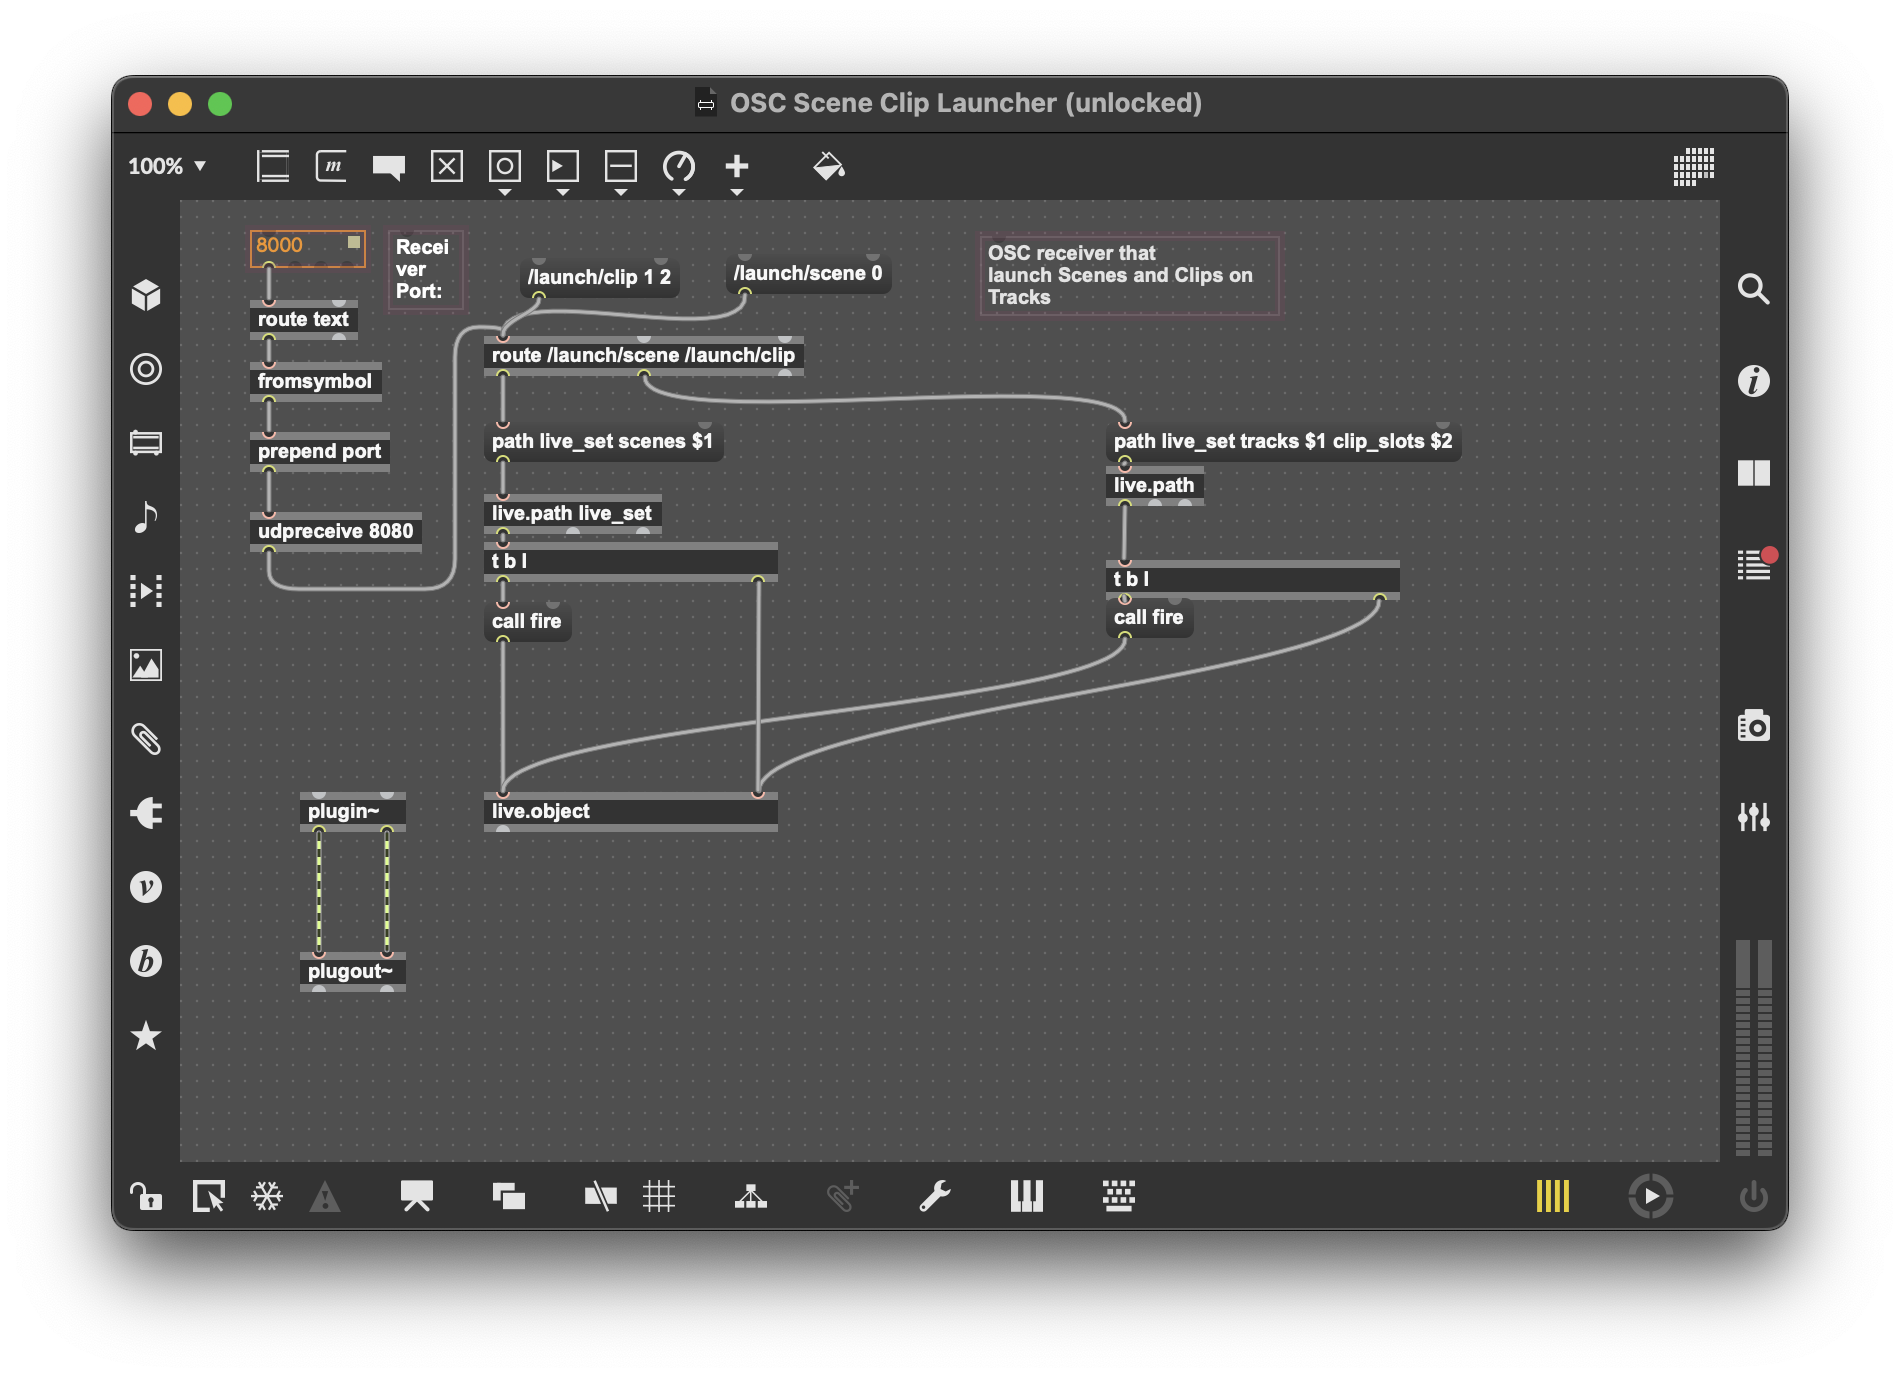 OSC Scene Clip Launcher (unlocked)
100%
m
8000
Recei
ver
Port:
/launch/clip 1 2
/launch/scene 0
OSC receiver that
launch Scenes and Clips on
Tracks
route text
route /launch/scene /launch/clip
fromsymbol
prepend port
path live_set scenes $1
path live_set tracks $1 clip_slots $2
live.path
udpreceive 8080
live.path live_set
t b l
t b l
call fire
call fire
plugin~
live.object
plugout~
i
v
b